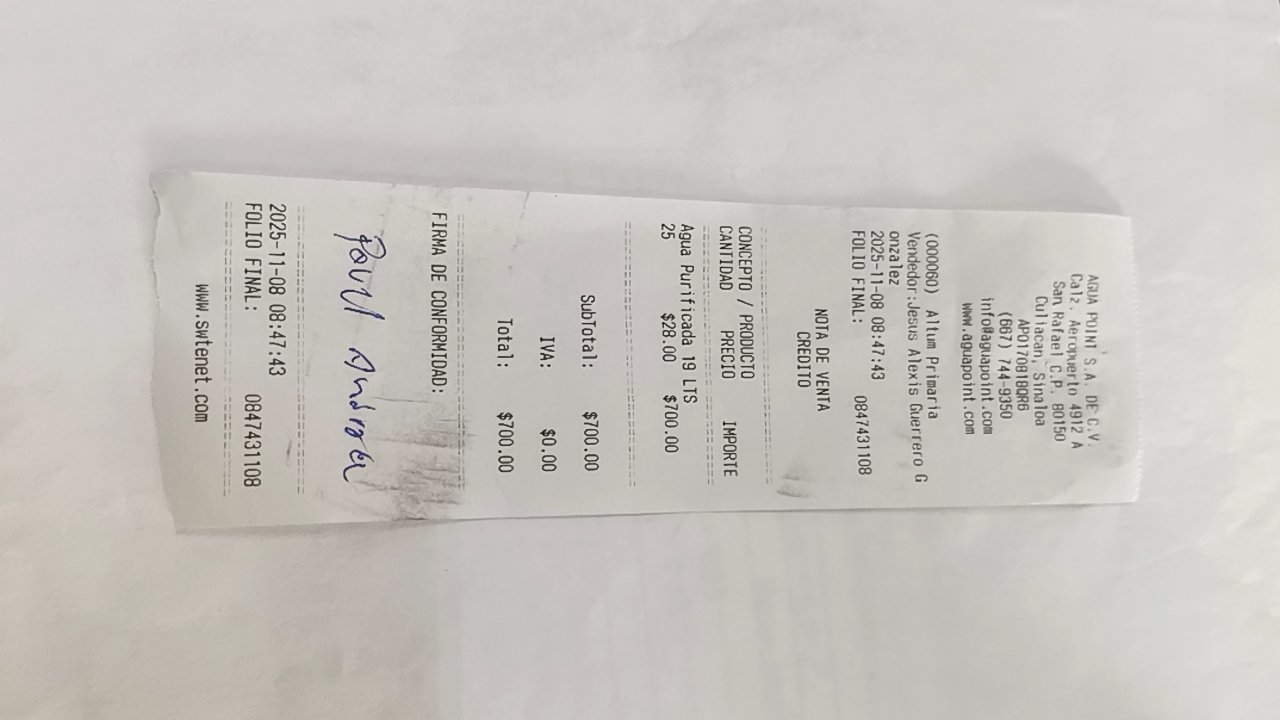 AGUA POINT S.A. DE C.V.
Calz. Aeropuerto 4912 A
San Rafael C.P. 80150
Culiacan, Sinaloa
APO170818QR6
(667) 744-9350
info@aguapoint.com
www.aguapoint.com
(000060) Altum Primaria
Vendedor:Jesus Alexis Guerrero G
onzalez
2025-11-08 08:47:43
FOLIO FINAL: 0847431108
NOTA DE VENTA
CREDITO
CONCEPTO / PRODUCTO
CANTIDAD PRECIO IMPORTE
Agua Purificada 19 LTS
25 $28.00 $700.00
SubTotal: $700.00
IVA: $0.00
Total: $700.00
FIRMA DE CONFORMIDAD:
2025-11-08 08:47:43
FOLIO FINAL: 0847431108
www.swtenet.com